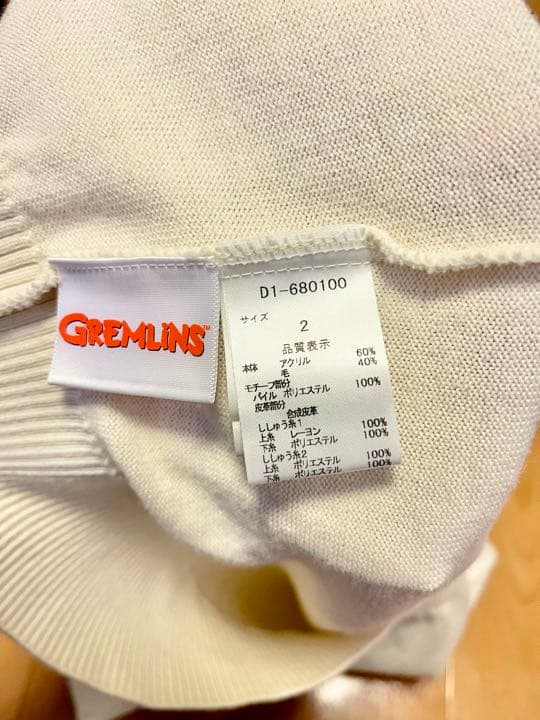 GREMLiNS™
D1-680100
サイズ
2
品質表示
本体 アクリル 60%
毛 40%
モチーフ部分
パイル ポリエステル 100%
皮革部分
合成皮革
ししゅう糸1
上糸 レーヨン 100%
下糸 ポリエステル 100%
ししゅう糸2
上糸 ポリエステル 100%
下糸 ポリエステル 100%